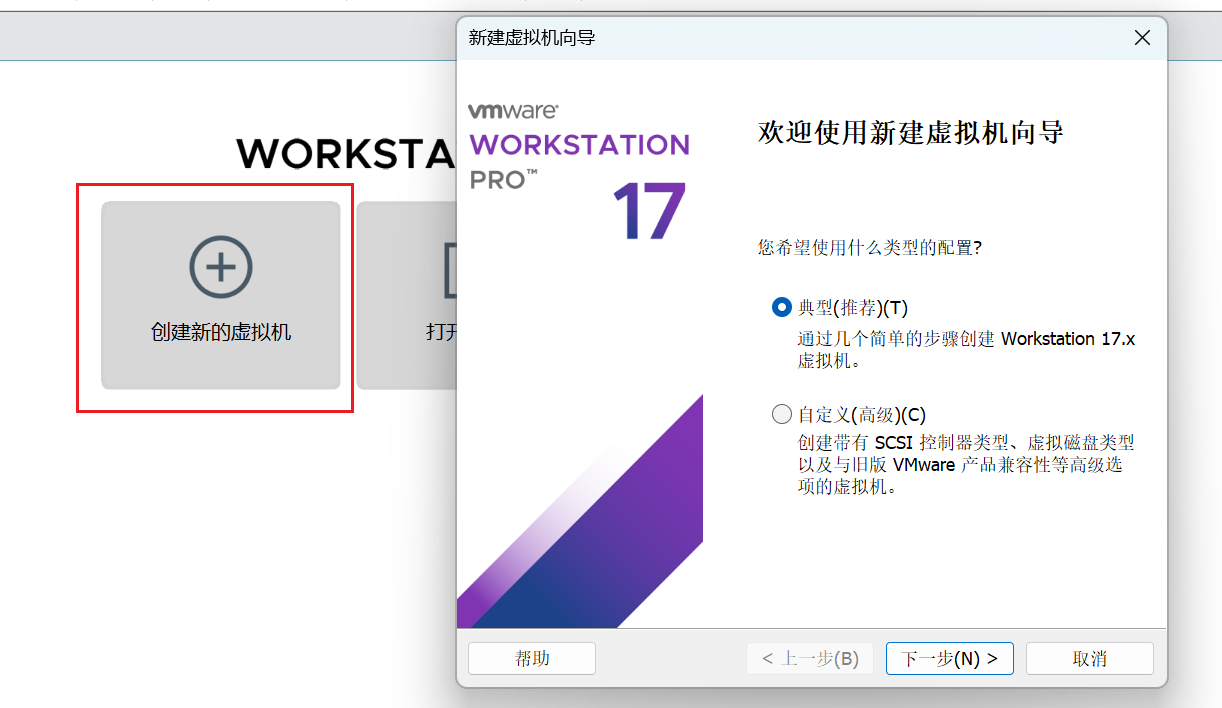 新建虚拟机向导
vmware®
WORKSTATION
PRO™
17
欢迎使用新建虚拟机向导
您希望使用什么类型的配置?
典型(推荐)(T)
通过几个简单的步骤创建 Workstation 17.x
虚拟机。
自定义(高级)(C)
创建带有 SCSI 控制器类型、虚拟磁盘类型
以及与旧版 VMware 产品兼容性等高级选
项的虚拟机。
帮助
< 上一步(B)
下一步(N) >
取消
WORKSTA
创建新的虚拟机
打开